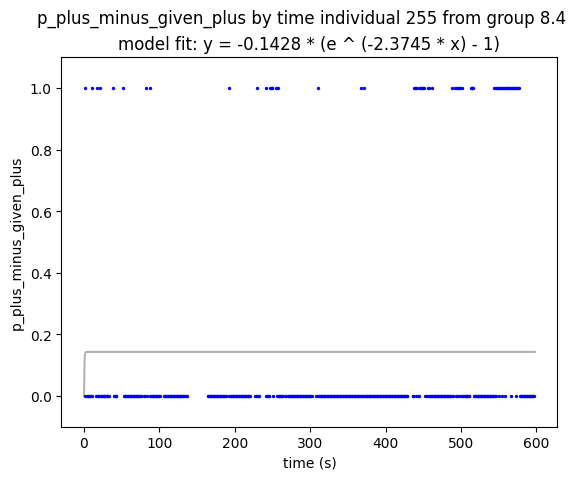 p_plus_minus_given_plus by time individual 255 from group 8.4
model fit: y = -0.1428 * (e ^ (-2.3745 * x) - 1)
1.0
0.8
0.6
0.4
0.2
0.0
p_plus_minus_given_plus
0 100 200 300 400 500 600
time (s)